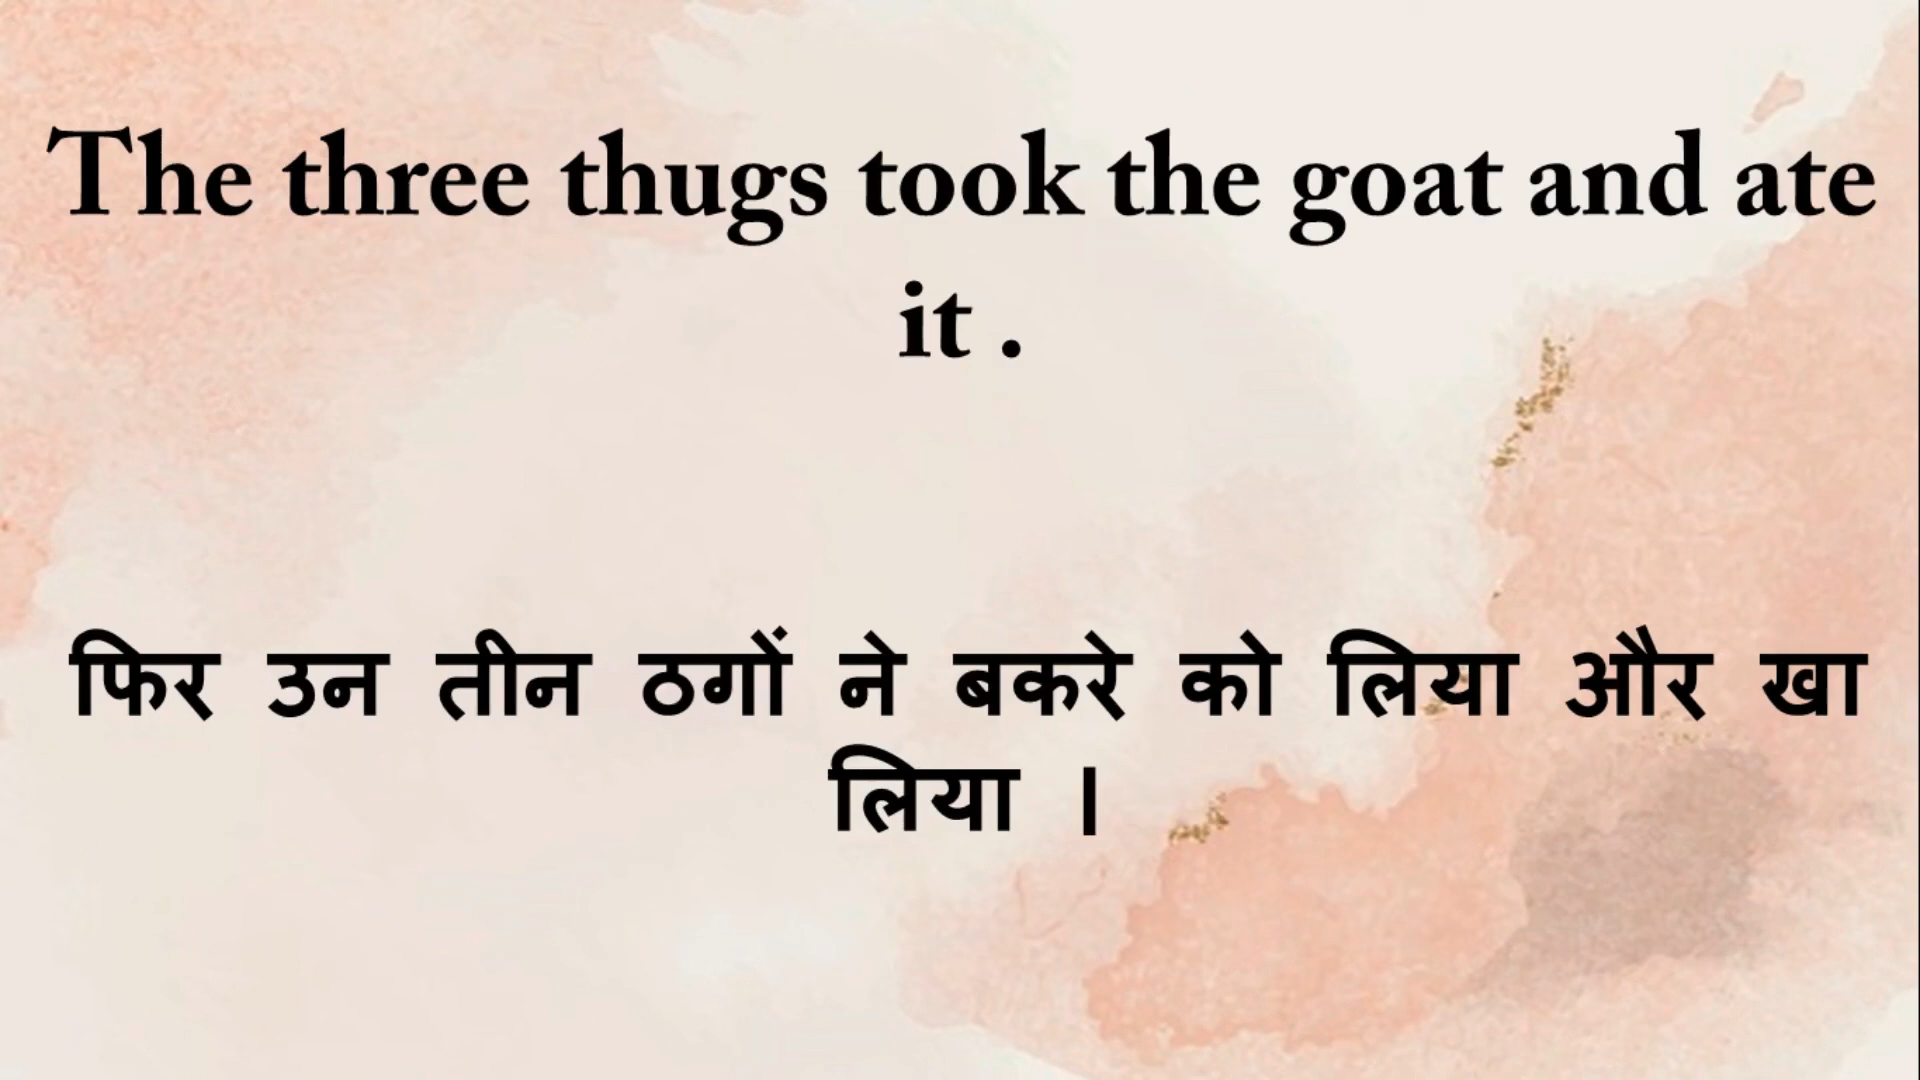 The three thugs took the goat and ate
it .
फिर उन तीन ठगों ने बकरे को लिया और खा
लिया ।